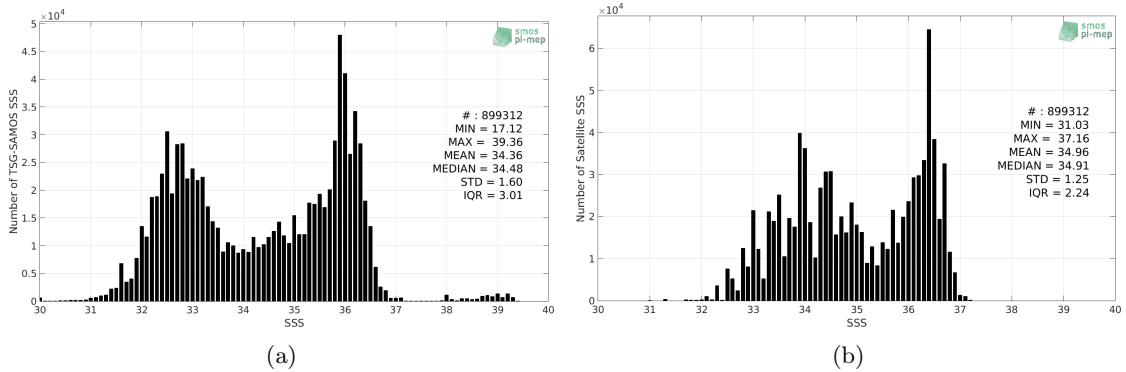 ×10⁴
5
4.5
4
3.5
3
2.5
2
1.5
1
0.5
0
30 31 32 33 34 35 36 37 38 39 40
SSS
Number of TSG-SAMOS SSS
smos
pi-mep
# : 899312
MIN = 17.12
MAX = 39.36
MEAN = 34.36
MEDIAN = 34.48
STD = 1.60
IQR = 3.01
(a)
×10⁴
6
5
4
3
2
1
0
30 31 32 33 34 35 36 37 38 39 40
SSS
Number of Satellite SSS
smos
pi-mep
# : 899312
MIN = 31.03
MAX = 37.16
MEAN = 34.96
MEDIAN = 34.91
STD = 1.25
IQR = 2.24
(b)